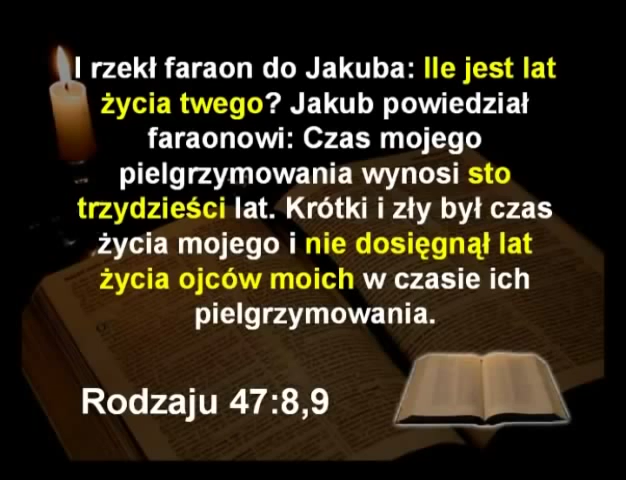 I rzekł faraon do Jakuba: Ile jest lat
życia twego? Jakub powiedział
faraonowi: Czas mojego
pielgrzymowania wynosi sto
trzydzieści lat. Krótki i zły był czas
życia mojego i nie dosięgnął lat
życia ojców moich w czasie ich
pielgrzymowania.
Rodzaju 47:8,9